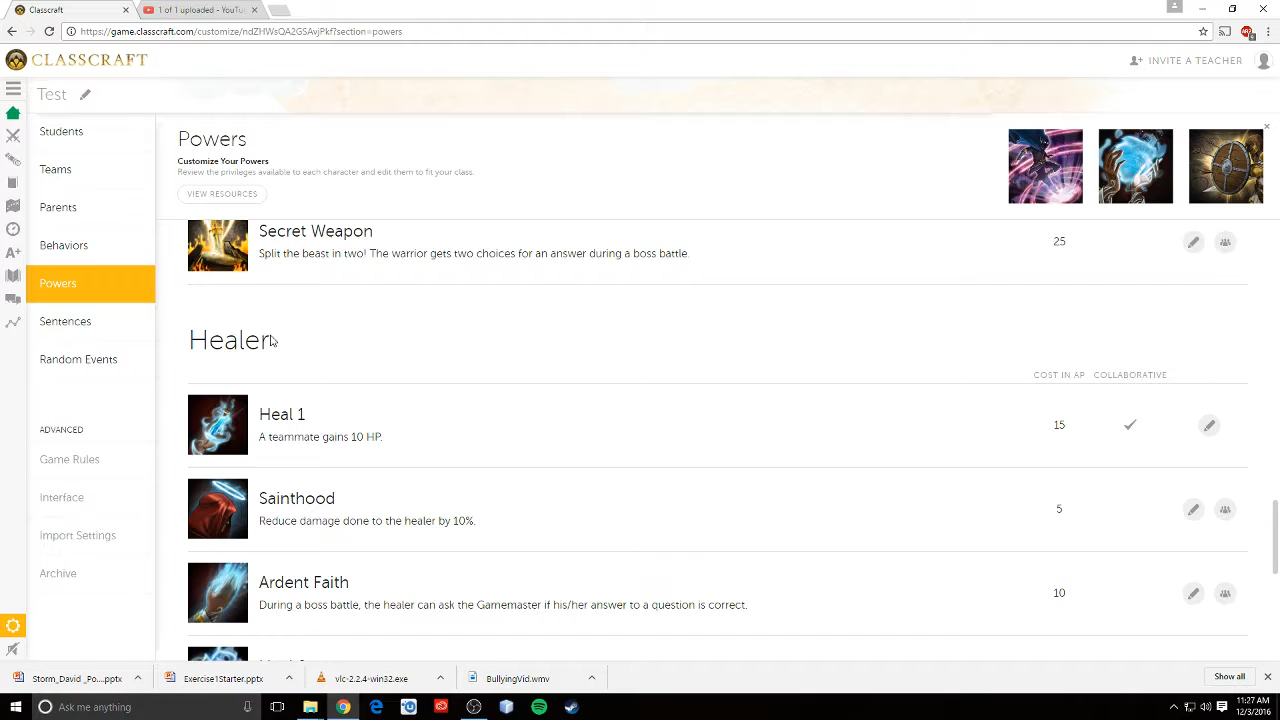 Classcraft
1 of 1 uploaded - YouTu
https://game.classcraft.com/customize/ndZHWsQA2GSAvjPkf?section=powers
CLASSCRAFT
INVITE A TEACHER
Test
Students
Teams
Parents
Behaviors
Powers
Sentences
Random Events
ADVANCED
Game Rules
Interface
Import Settings
Archive
Powers
Customize Your Powers
Review the privileges available to each character and edit them to fit your class.
VIEW RESOURCES
Secret Weapon
25
Split the beast in two! The warrior gets two choices for an answer during a boss battle.
Healer
COST IN AP COLLABORATIVE
Heal 1
15
A teammate gains 10 HP.
Sainthood
5
Reduce damage done to the healer by 10%.
Ardent Faith
10
During a boss battle, the healer can ask the Gamemaster if his/her answer to a question is correct.
Storm_David _Po....pptx
Exercise1Starter.pptx
vlc-2.2.4-win32.exe
BullyingVid.wmv
Show all
Ask me anything
11:27 AM
12/3/2016